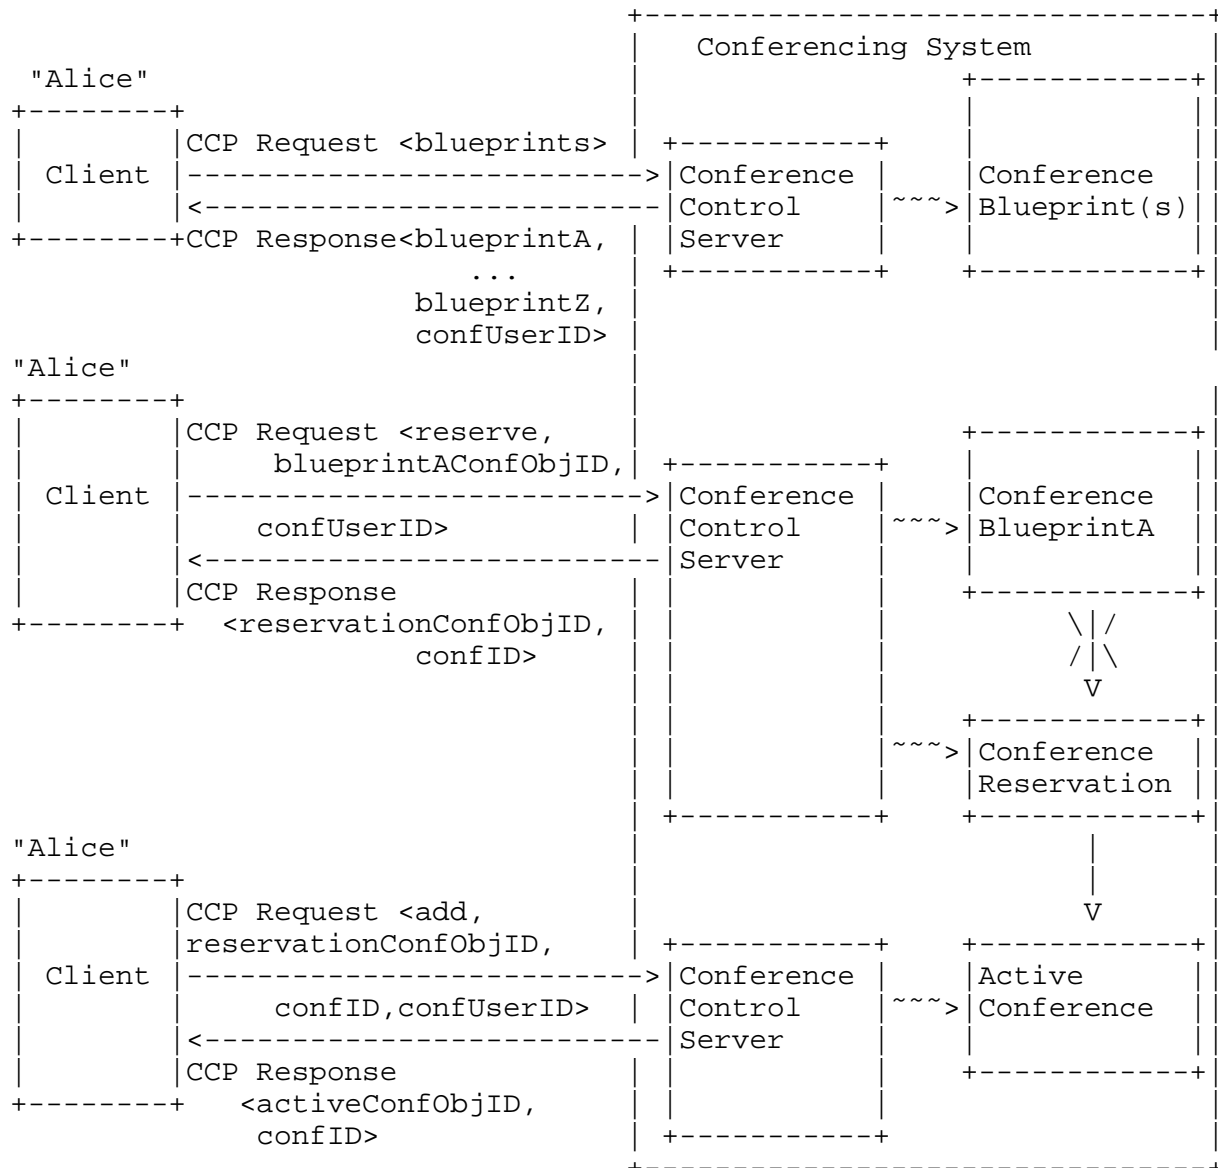 Conferencing System
"Alice"
CCP Request <blueprints>
Client
Conference
Control
Server
Conference
Blueprint(s)
CCP Response<blueprintA,
...
blueprintZ,
confUserID>
"Alice"
CCP Request <reserve,
blueprintAConfObjID,
Client
confUserID>
Conference
Control
Server
Conference
BlueprintA
CCP Response
<reservationConfObjID,
confID>
Conference
Reservation
"Alice"
CCP Request <add,
reservationConfObjID,
Client
confID,confUserID>
Conference
Control
Server
Active
Conference
CCP Response
<activeConfObjID,
confID>